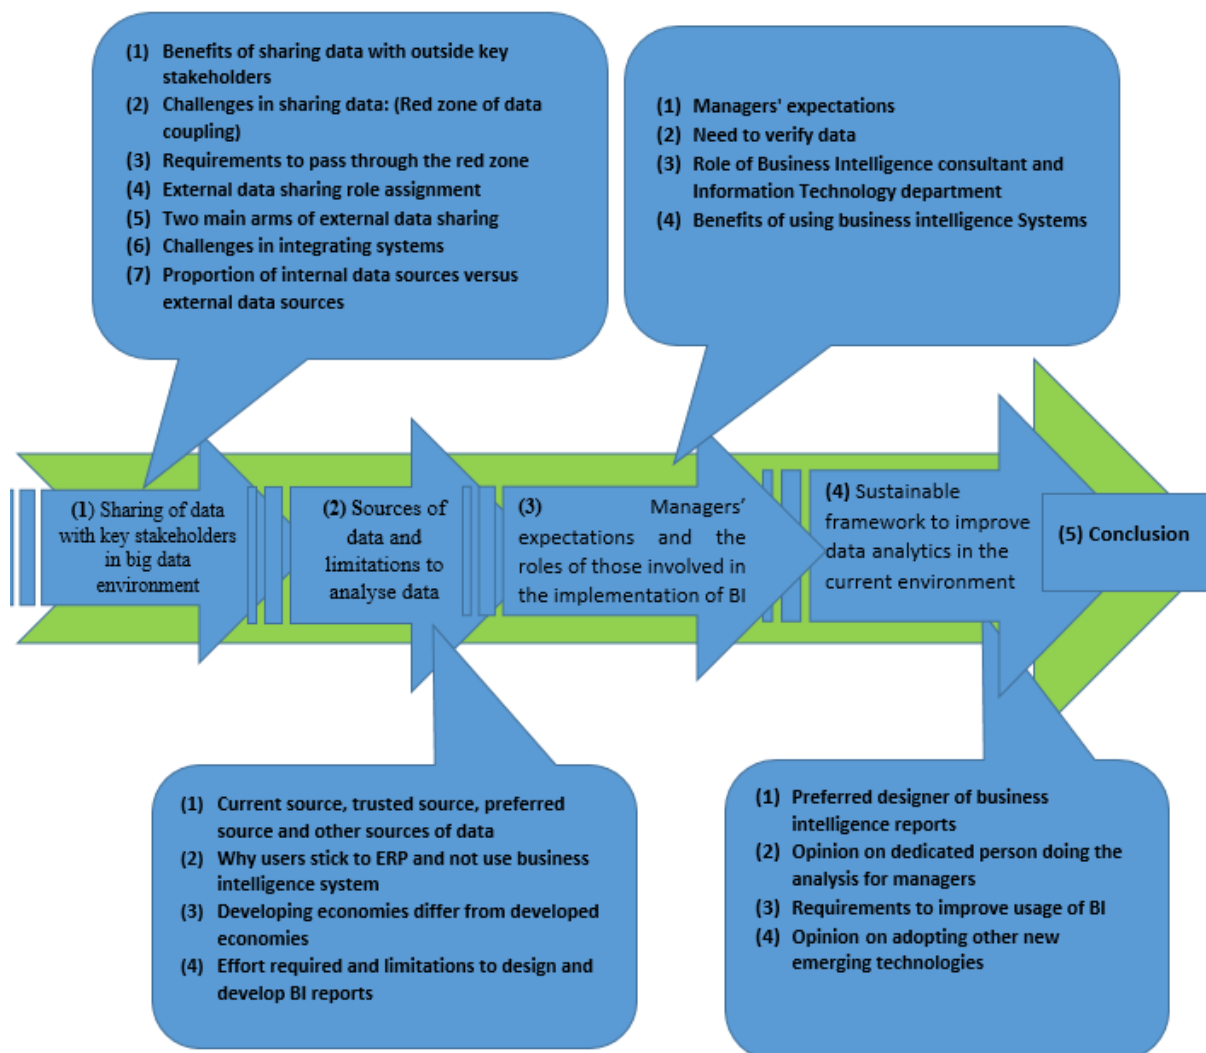 (1) Benefits of sharing data with outside key
stakeholders
(2) Challenges in sharing data: (Red zone of data
coupling)
(3) Requirements to pass through the red zone
(4) External data sharing role assignment
(5) Two main arms of external data sharing
(6) Challenges in integrating systems
(7) Proportion of internal data sources versus
external data sources
(1) Managers' expectations
(2) Need to verify data
(3) Role of Business Intelligence consultant and
Information Technology department
(4) Benefits of using business intelligence Systems
(1) Sharing of data
with key stakeholders
in big data
environment
(2) Sources of
data and
limitations to
analyse data
(3) Managers’
expectations and the
roles of those involved in
the implementation of BI
(4) Sustainable
framework to improve
data analytics in the
current environment
(5) Conclusion
(1) Current source, trusted source, preferred
source and other sources of data
(2) Why users stick to ERP and not use business
intelligence system
(3) Developing economies differ from developed
economies
(4) Effort required and limitations to design and
develop BI reports
(1) Preferred designer of business
intelligence reports
(2) Opinion on dedicated person doing the
analysis for managers
(3) Requirements to improve usage of BI
(4) Opinion on adopting other new
emerging technologies